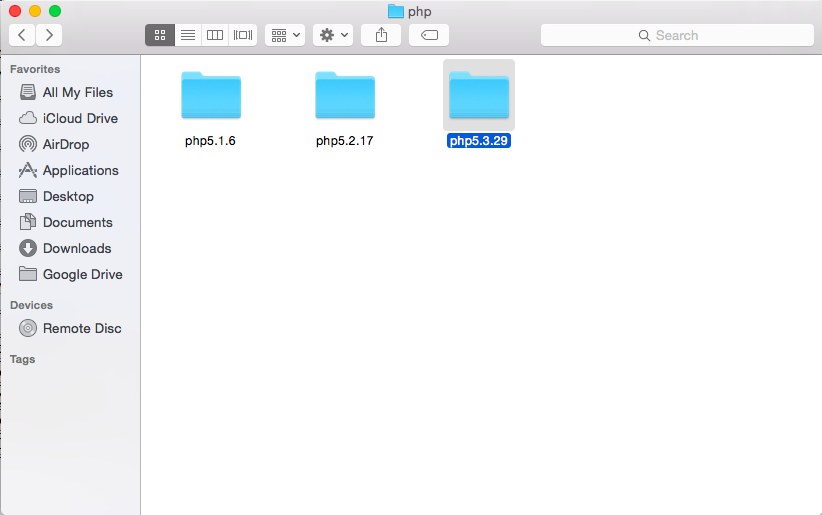 php
Search
Favorites
All My Files
iCloud Drive
AirDrop
Applications
Desktop
Documents
Downloads
Google Drive
Devices
Remote Disc
Tags
php5.1.6
php5.2.17
php5.3.29